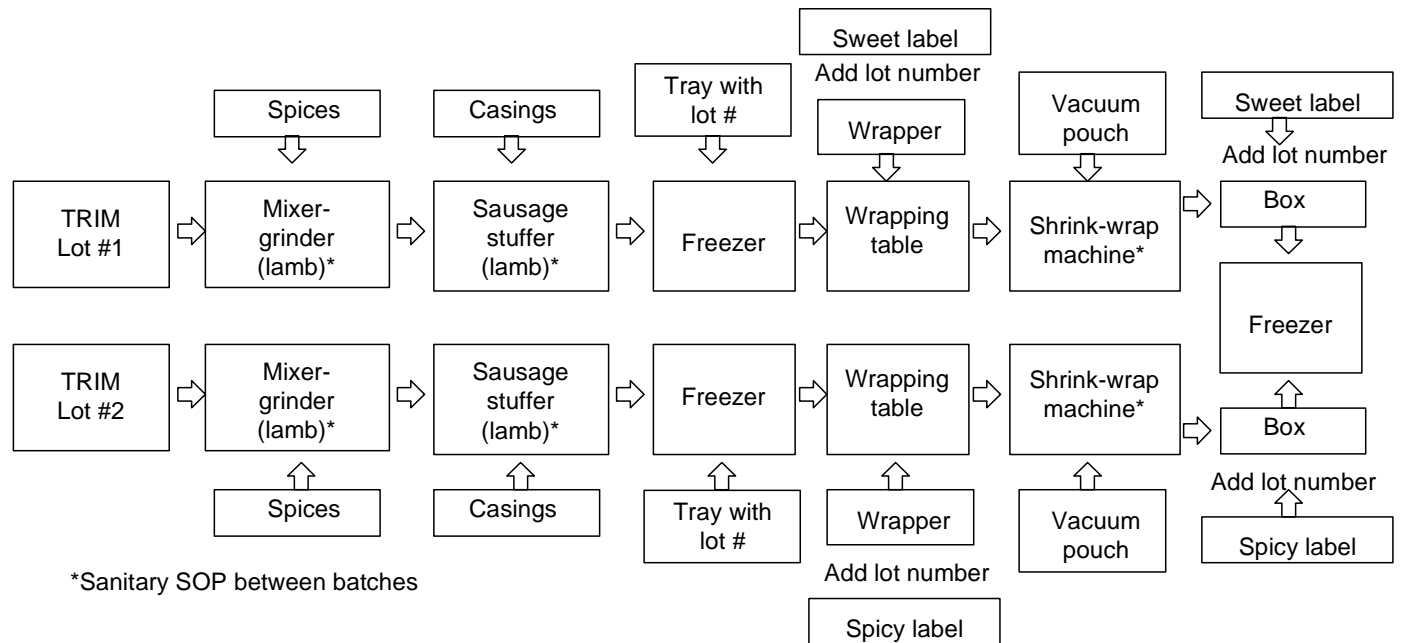 Sweet label
Add lot number
Spices
Casings
Tray with
lot #
Wrapper
Vacuum
pouch
Sweet label
Add lot number
TRIM
Lot #1
Mixer-
grinder
(lamb)*
Sausage
stuffer
(lamb)*
Freezer
Wrapping
table
Shrink-wrap
machine*
Box
Freezer
TRIM
Lot #2
Mixer-
grinder
(lamb)*
Sausage
stuffer
(lamb)*
Freezer
Wrapping
table
Shrink-wrap
machine*
Box
Add lot number
Spices
Casings
Tray with
lot #
Wrapper
Vacuum
pouch
Spicy label
*Sanitary SOP between batches
Add lot number
Spicy label